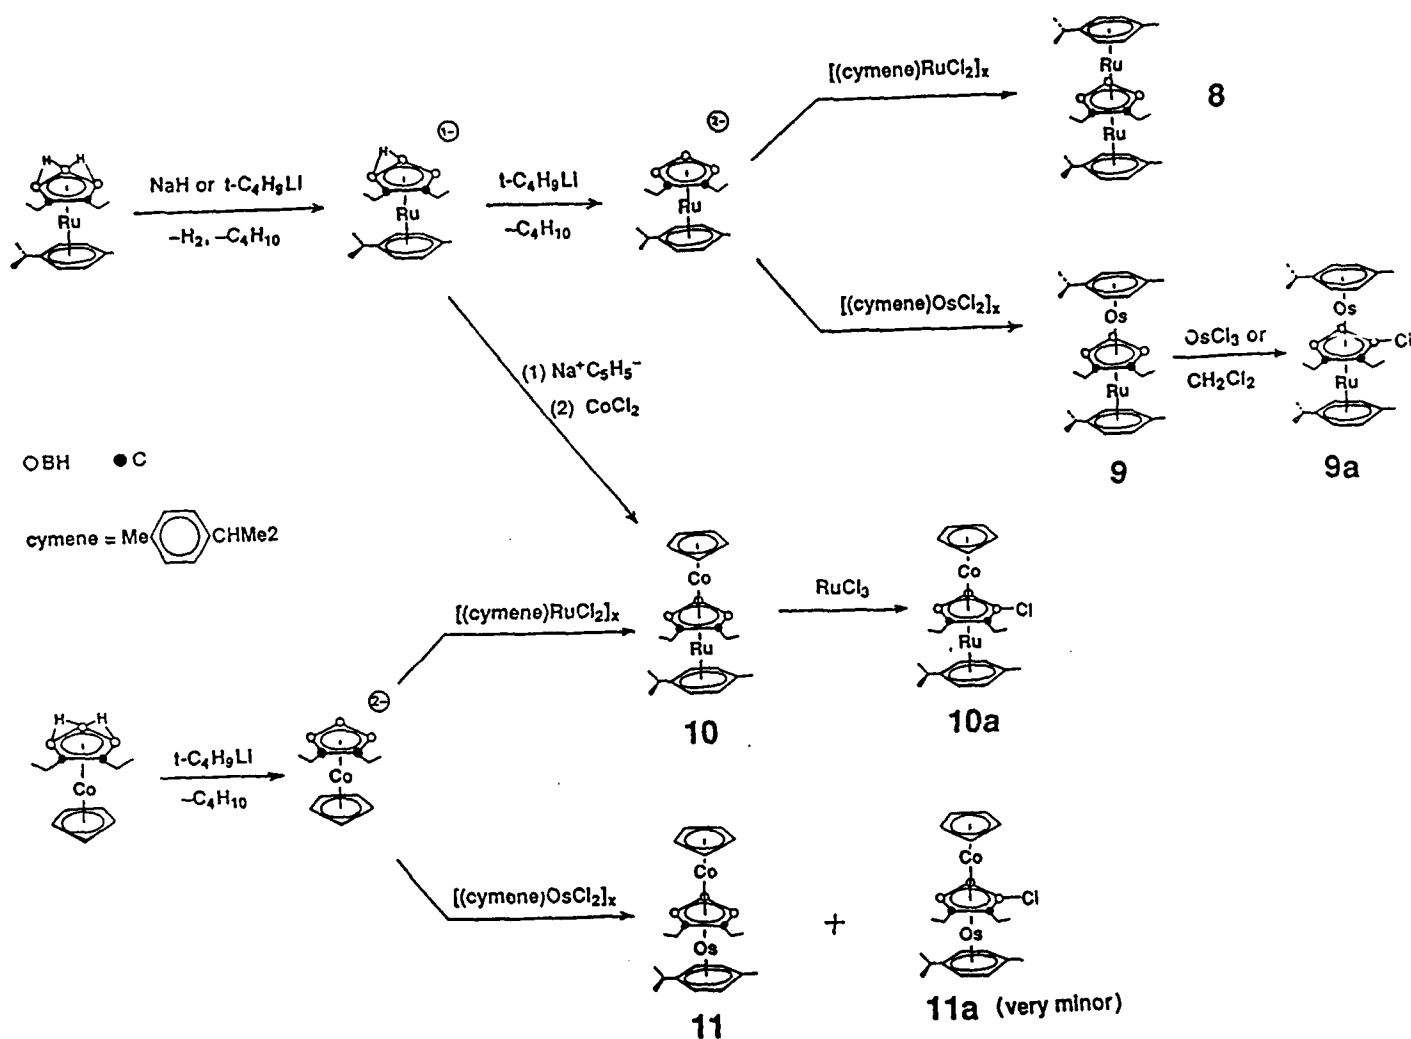 Ru
[(cymene)RuCl2]x
8
Ru
H H
Ru
NaH or t-C4H9Li
–H2, –C4H10
1–
H
Ru
t-C4H9Li
–C4H10
2–
Ru
[(cymene)OsCl2]x
Os
Ru
9
OsCl3 or
CH2Cl2
Os
Cl
Ru
9a
(1) Na+C5H5–
(2) CoCl2
BH C
cymene = Me CHMe2
[(cymene)RuCl2]x
Co
Ru
10
RuCl3
Co
Cl
Ru
10a
H H
Co
t-C4H9Li
–C4H10
2–
Co
[(cymene)OsCl2]x
Co
Os
11
+
Co
Cl
Os
11a (very minor)